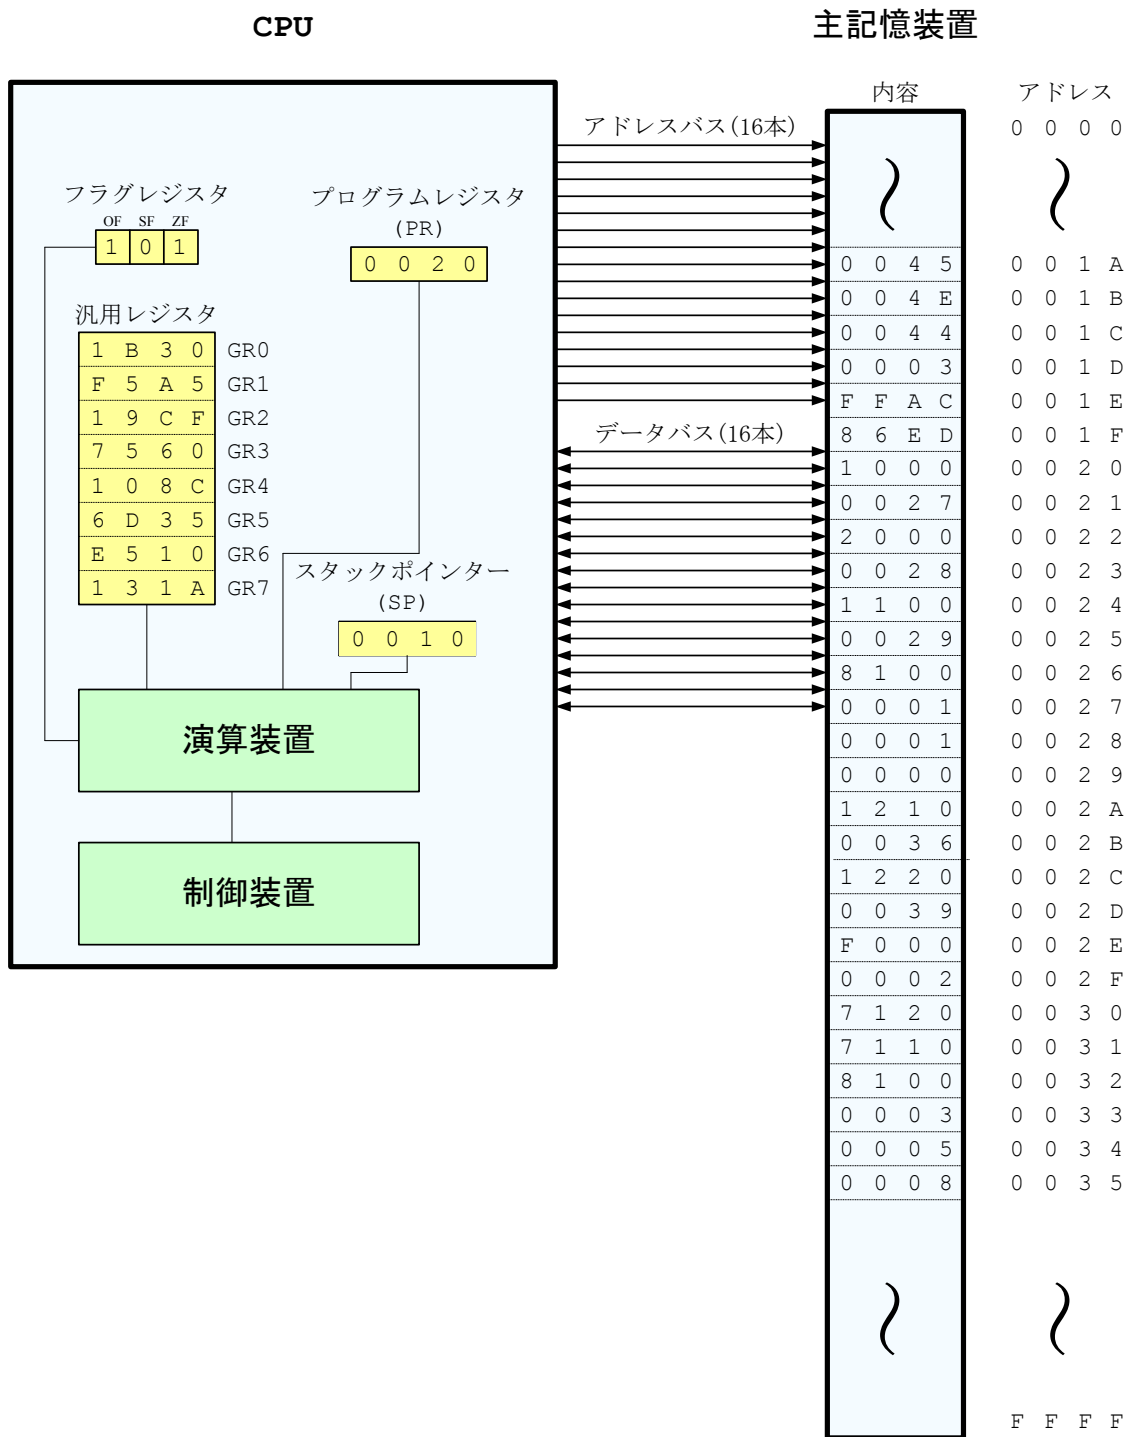 CPU
主記憶装置
内容
アドレス
アドレスバス(16本)
0 0 0 0
フラグレジスタ
OF SF ZF
1 0 1
プログラムレジスタ
(PR)
0 0 2 0
汎用レジスタ
1 B 3 0 GR0
F 5 A 5 GR1
1 9 C F GR2
7 5 6 0 GR3
1 0 8 C GR4
6 D 3 5 GR5
E 5 1 0 GR6
1 3 1 A GR7
スタックポインター
(SP)
0 0 1 0
演算装置
制御装置
データバス(16本)
0 0 4 5 0 0 1 A
0 0 4 E 0 0 1 B
0 0 4 4 0 0 1 C
0 0 0 3 0 0 1 D
F F A C 0 0 1 E
8 6 E D 0 0 1 F
1 0 0 0 0 0 2 0
0 0 2 7 0 0 2 1
2 0 0 0 0 0 2 2
0 0 2 8 0 0 2 3
1 1 0 0 0 0 2 4
0 0 2 9 0 0 2 5
8 1 0 0 0 0 2 6
0 0 0 1 0 0 2 7
0 0 0 1 0 0 2 8
0 0 0 0 0 0 2 9
1 2 1 0 0 0 2 A
0 0 3 6 0 0 2 B
1 2 2 0 0 0 2 C
0 0 3 9 0 0 2 D
F 0 0 0 0 0 2 E
0 0 0 2 0 0 2 F
7 1 2 0 0 0 3 0
7 1 1 0 0 0 3 1
8 1 0 0 0 0 3 2
0 0 0 3 0 0 3 3
0 0 0 5 0 0 3 4
0 0 0 8 0 0 3 5
F F F F